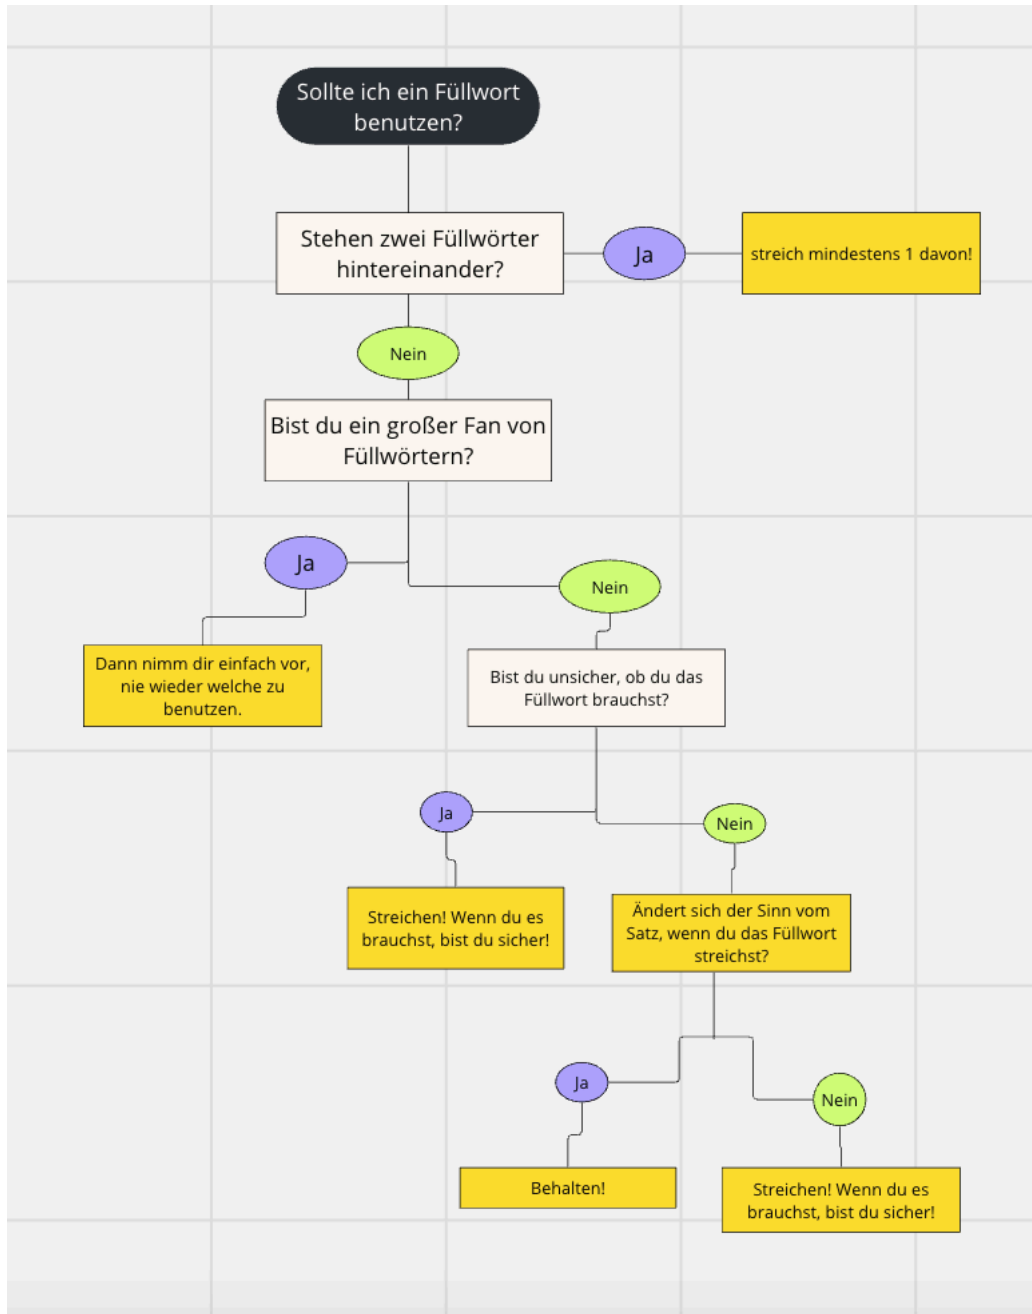 Sollte ich ein Füllwort
benutzen?
Stehen zwei Füllwörter
hintereinander?
Ja
streich mindestens 1 davon!
Nein
Bist du ein großer Fan von
Füllwörtern?
Ja
Nein
Dann nimm dir einfach vor,
nie wieder welche zu
benutzen.
Bist du unsicher, ob du das
Füllwort brauchst?
Ja
Nein
Streichen! Wenn du es
brauchst, bist du sicher!
Ändert sich der Sinn vom
Satz, wenn du das Füllwort
streichst?
Ja
Nein
Behalten!
Streichen! Wenn du es
brauchst, bist du sicher!